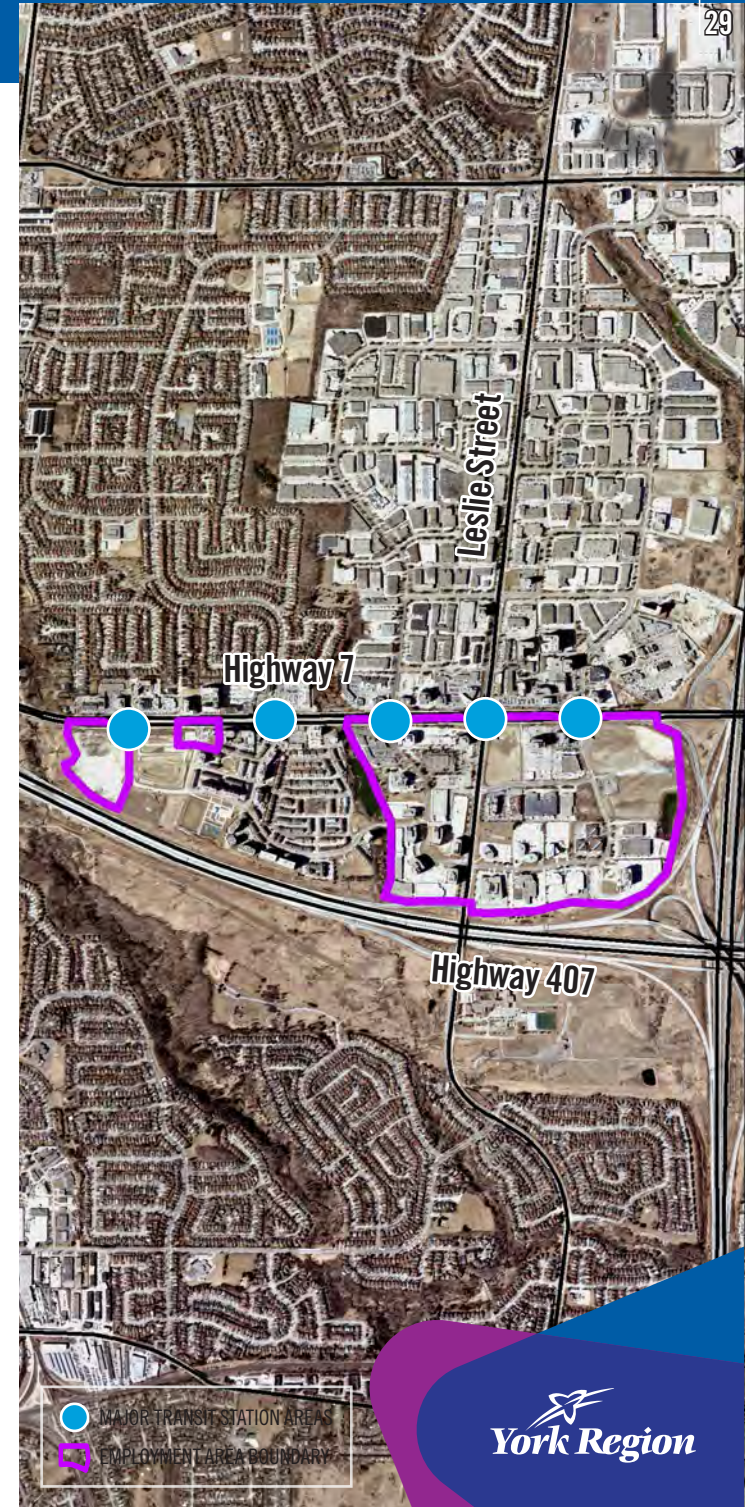 29
Leslie Street
Highway 7
Highway 407
MAJOR TRANSIT STATION AREAS
EMPLOYMENT AREA BOUNDARY
York Region